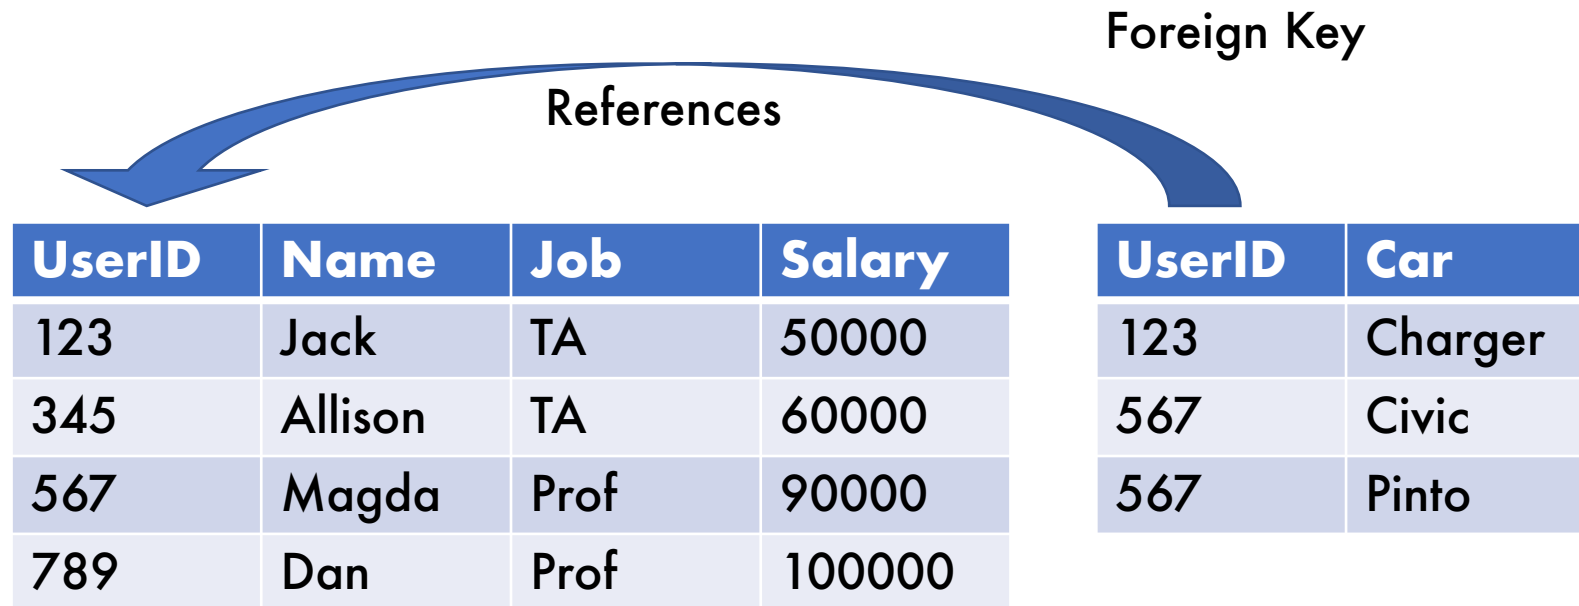 Foreign Key
References
UserID Name Job Salary
123 Jack TA 50000
345 Allison TA 60000
567 Magda Prof 90000
789 Dan Prof 100000
UserID Car
123 Charger
567 Civic
567 Pinto